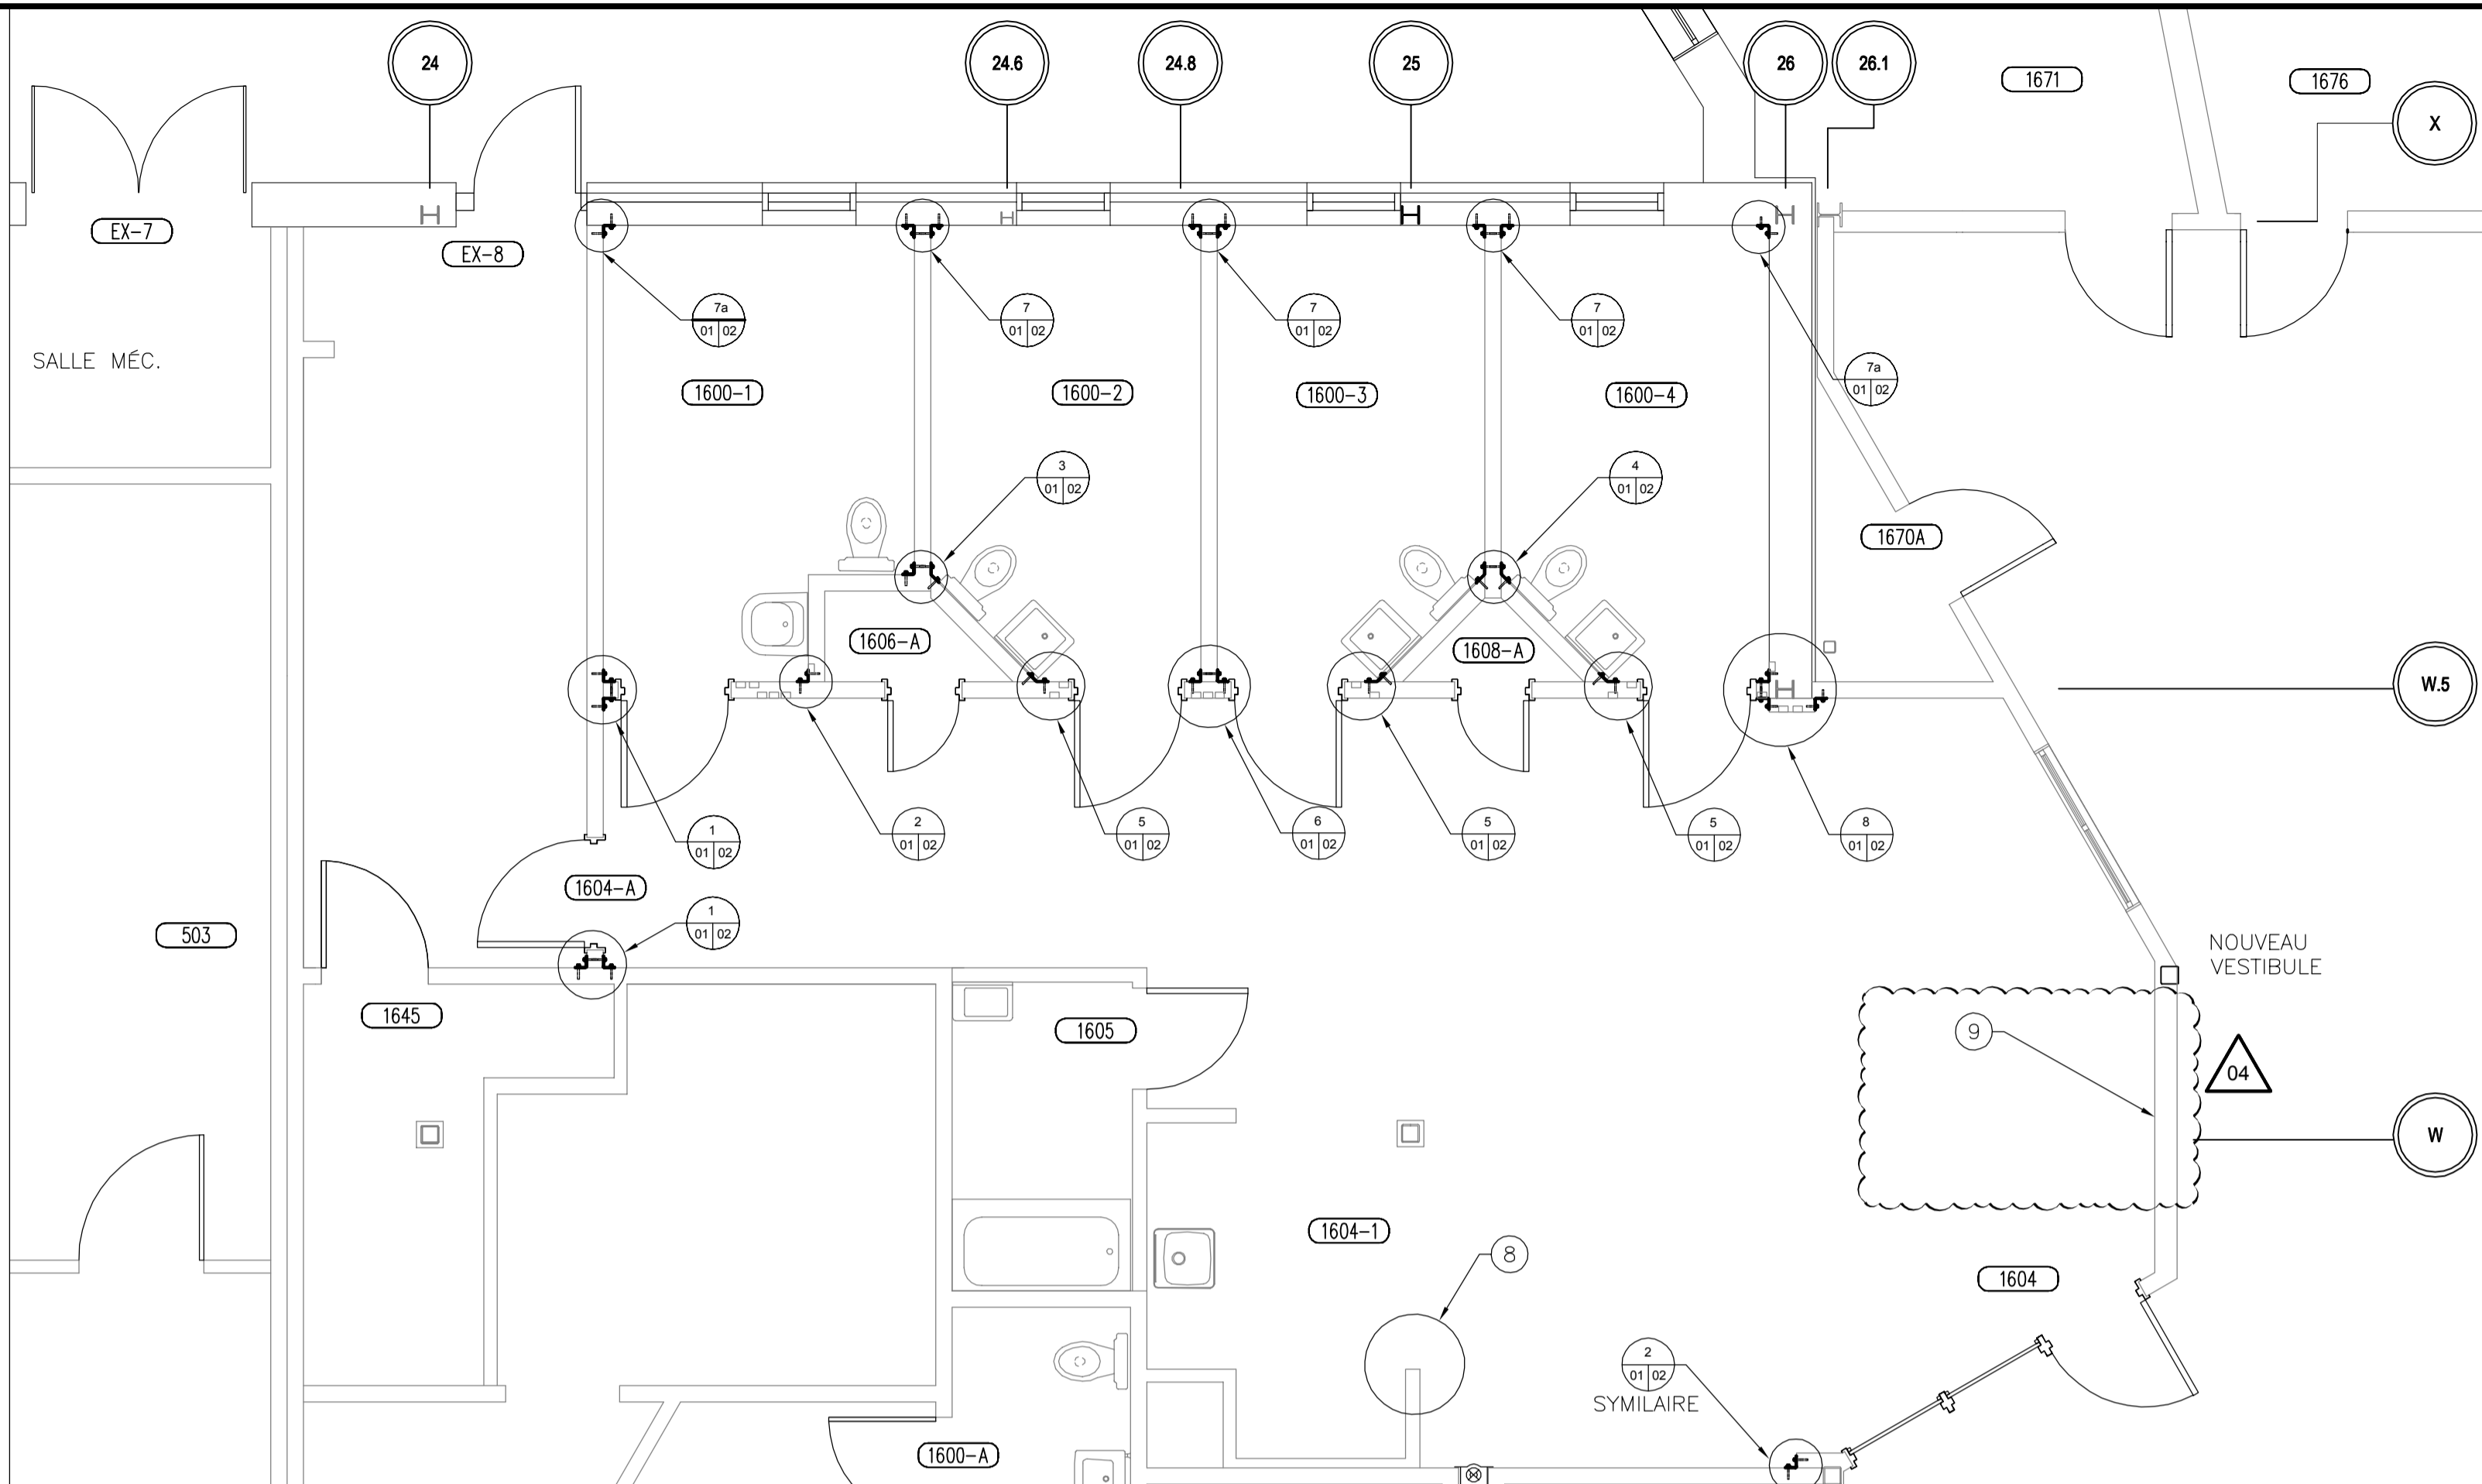 24
24.6
24.8
25
26
26.1
1671
1676
X
EX-7
EX-8
H
H
H
H
7a
01 02
7
01 02
7
01 02
7
01 02
7a
01 02
SALLE MÉC.
1600-1
1600-2
1600-3
1600-4
3
01 02
4
01 02
1670A
1606-A
1608-A
W.5
H
1
01 02
2
01 02
5
01 02
6
01 02
5
01 02
5
01 02
8
01 02
1604-A
1
01 02
503
NOUVEAU
VESTIBULE
1645
1605
9
04
W
1604-1
8
1604
2
01 02
SYMILAIRE
1600-A